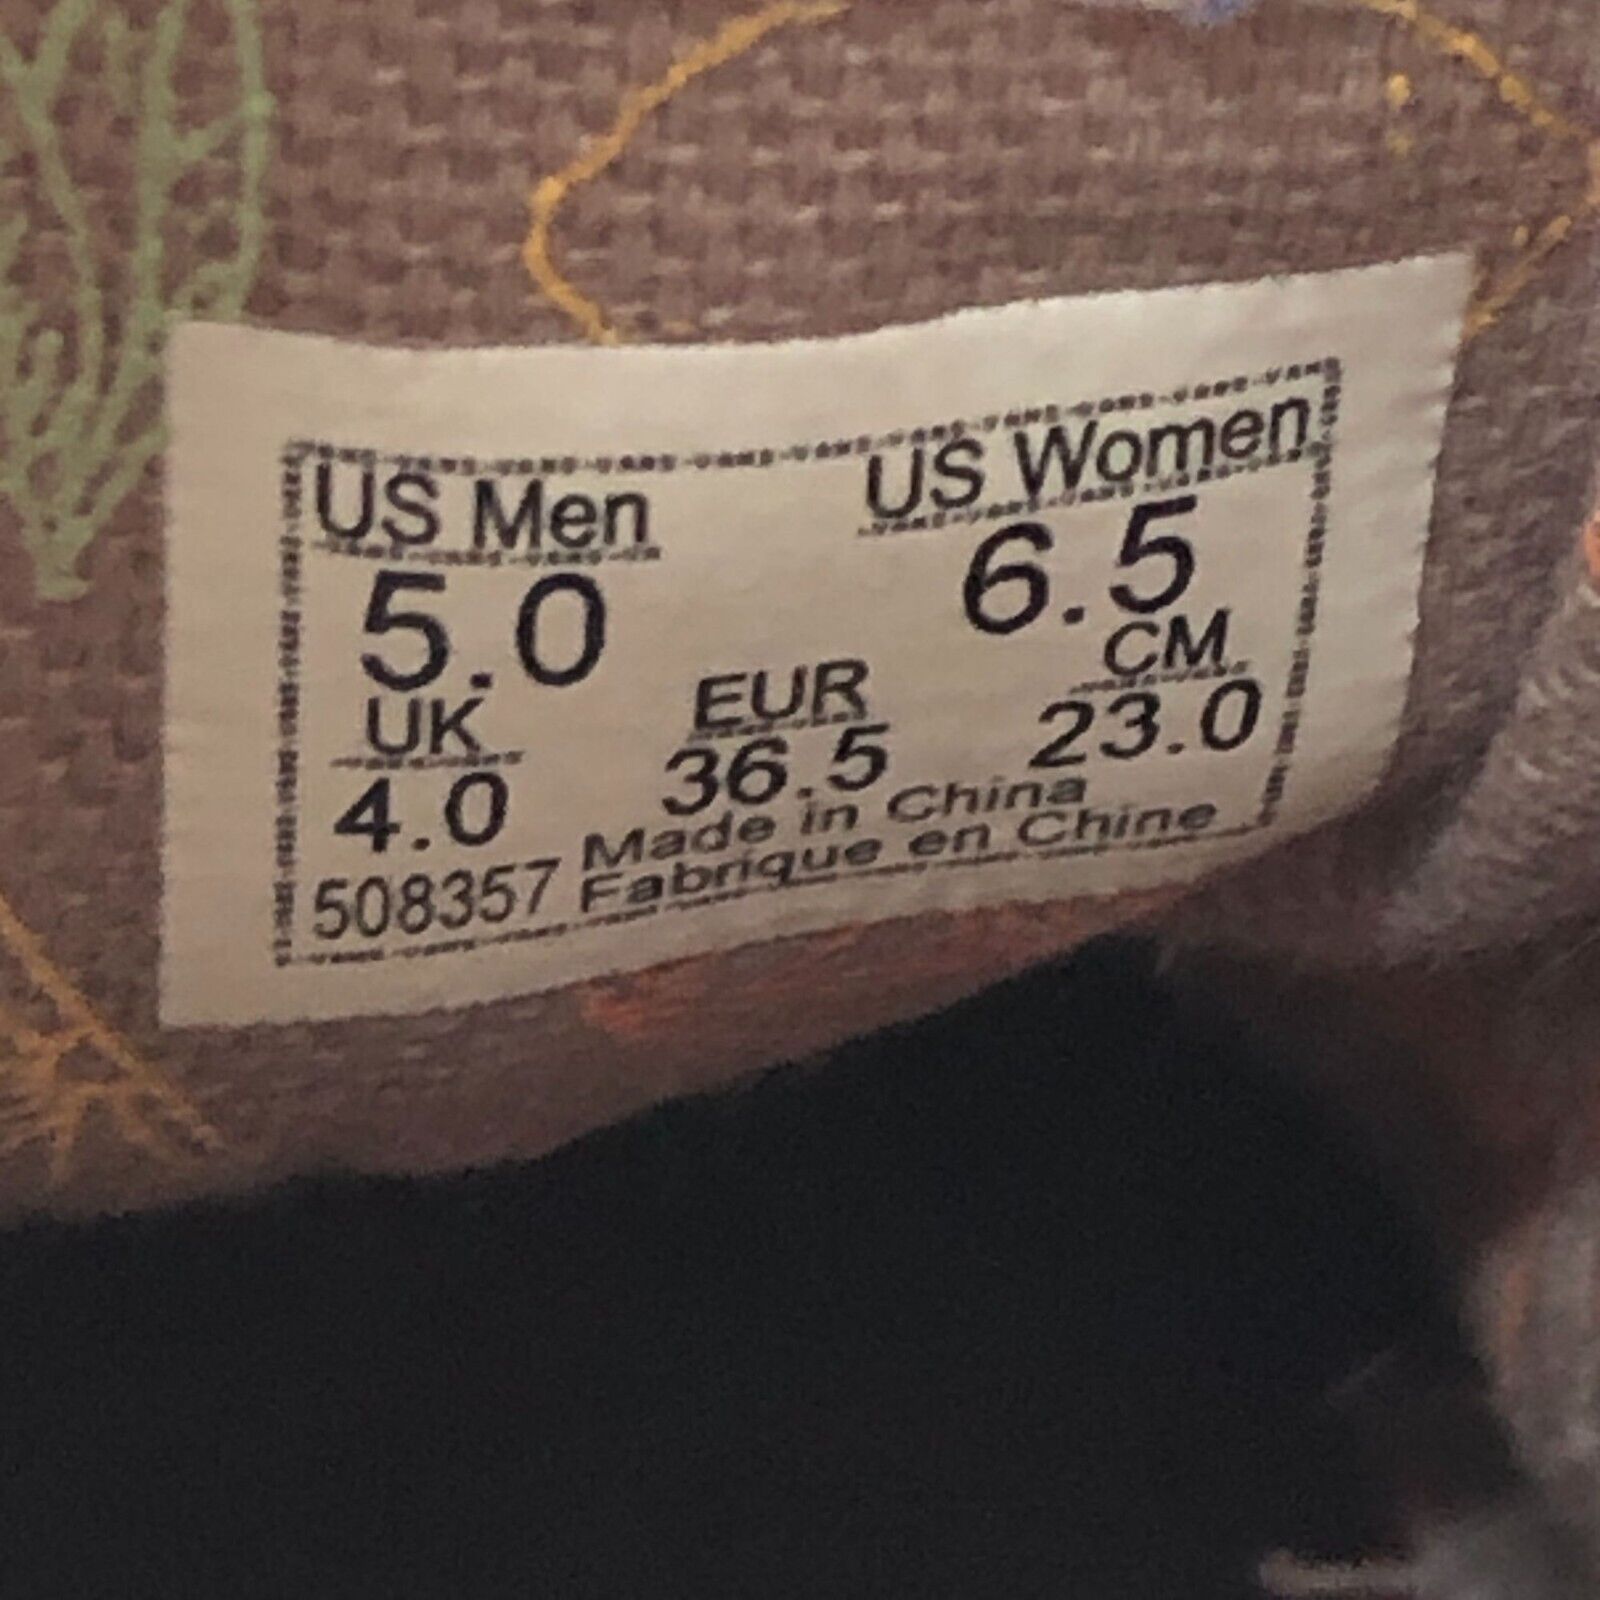 US Men US Women
5.0 6.5
UK EUR CM
4.0 36.5 23.0
508357 Made in China
Fabrique en Chine